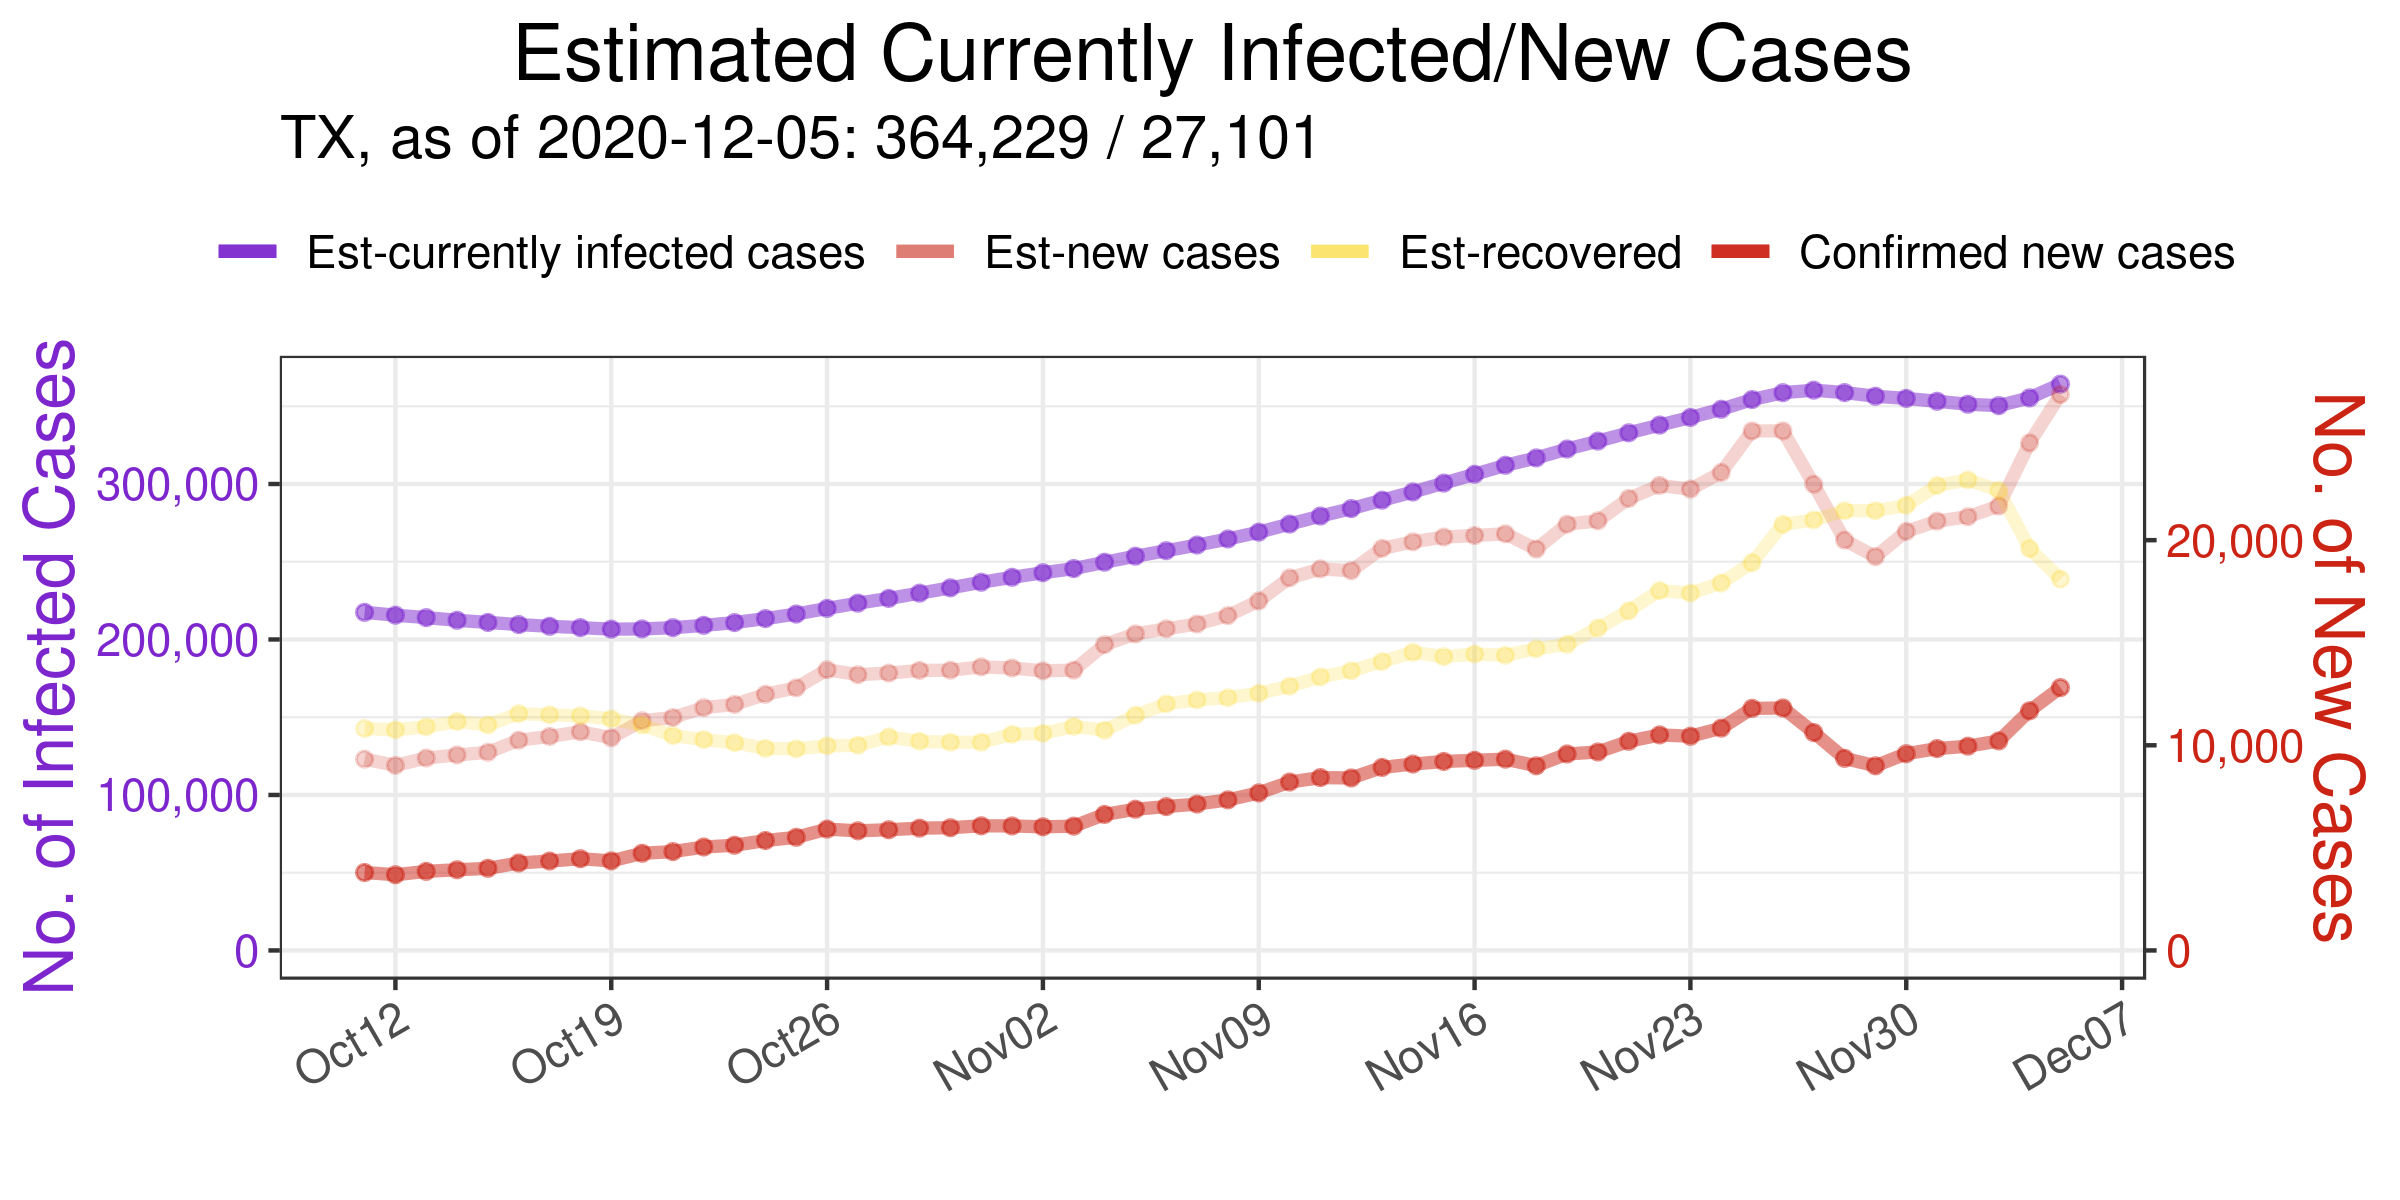 Estimated Currently Infected/New Cases
TX, as of 2020-12-05: 364,229 / 27,101
Est-currently infected cases Est-new cases Est-recovered Confirmed new cases
No. of Infected Cases
300,000
200,000
100,000
0
20,000
10,000
0
No. of New Cases
Oct12 Oct19 Oct26 Nov02 Nov09 Nov16 Nov23 Nov30 Dec07